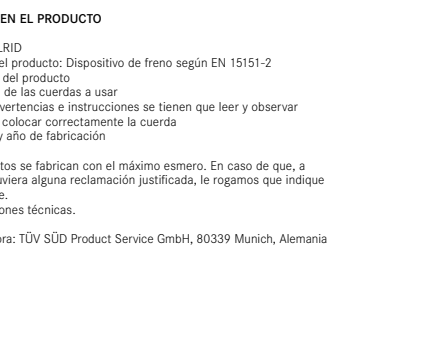 EN EL PRODUCTO
LRID
el producto: Dispositivo de freno según EN 15151-2
del producto
de las cuerdas a usar
vertencias e instrucciones se tienen que leer y observar
colocar correctamente la cuerda
y año de fabricación
tos se fabrican con el máximo esmero. En caso de que, a
uviera alguna reclamación justificada, le rogamos que indique
e.
ones técnicas.
ora: TÜV SÜD Product Service GmbH, 80339 Munich, Alemania